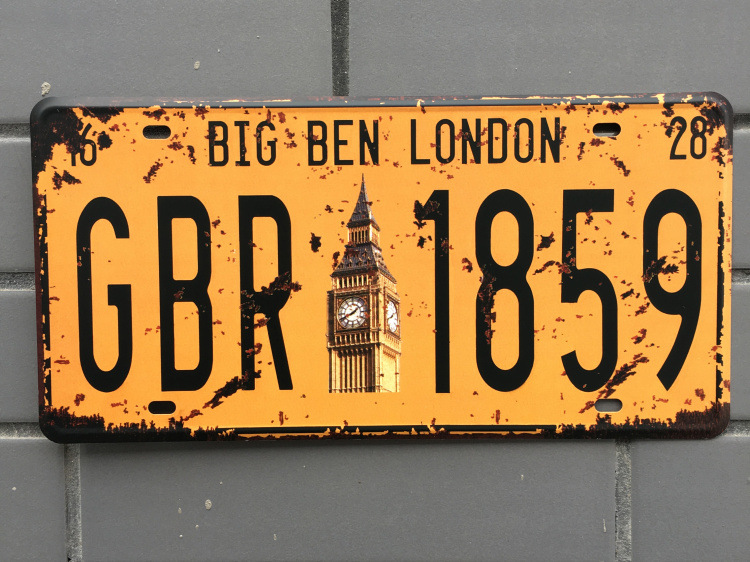 16 BIG BEN LONDON 28
GBR 1859